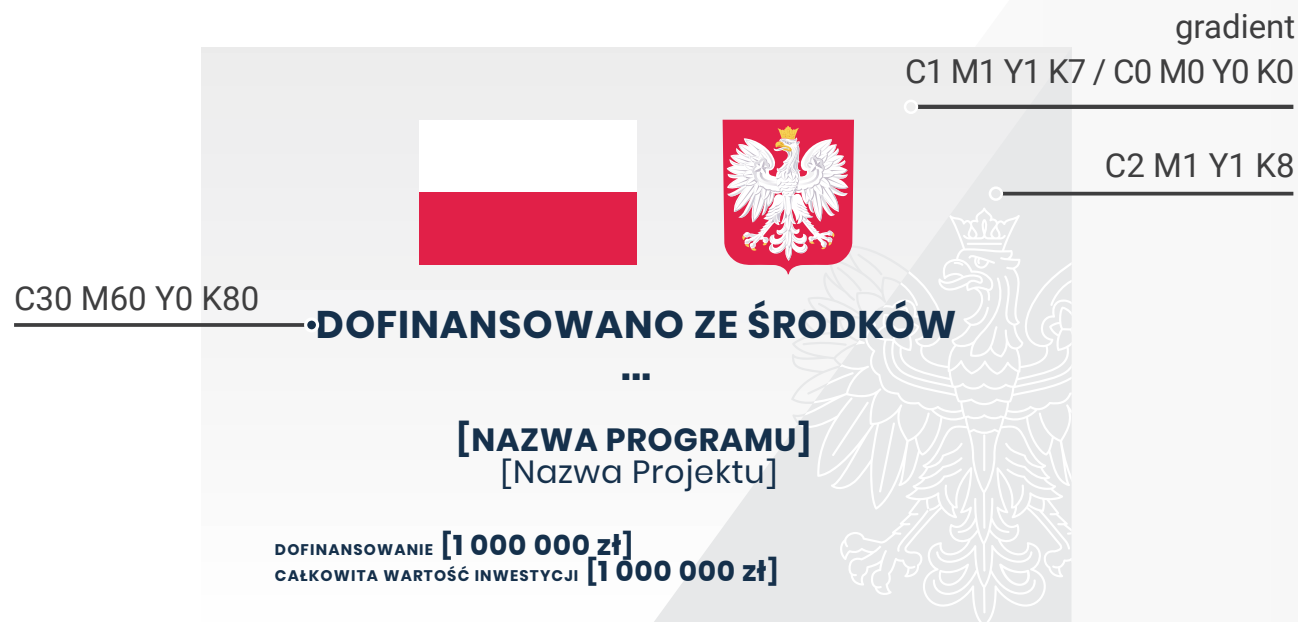 gradient
C1 M1 Y1 K7 / C0 M0 Y0 K0
C2 M1 Y1 K8
C30 M60 Y0 K80
DOFINANSOWANO ZE ŚRODKÓW
...
[NAZWA PROGRAMU]
[Nazwa Projektu]
DOFINANSOWANIE [1 000 000 zł]
CAŁKOWITA WARTOŚĆ INWESTYCJI [1 000 000 zł]